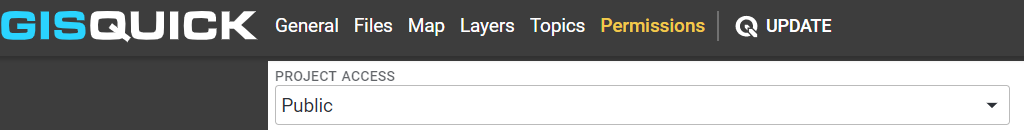 GISQUICK General Files Map Layers Topics Permissions UPDATE
PROJECT ACCESS
Public